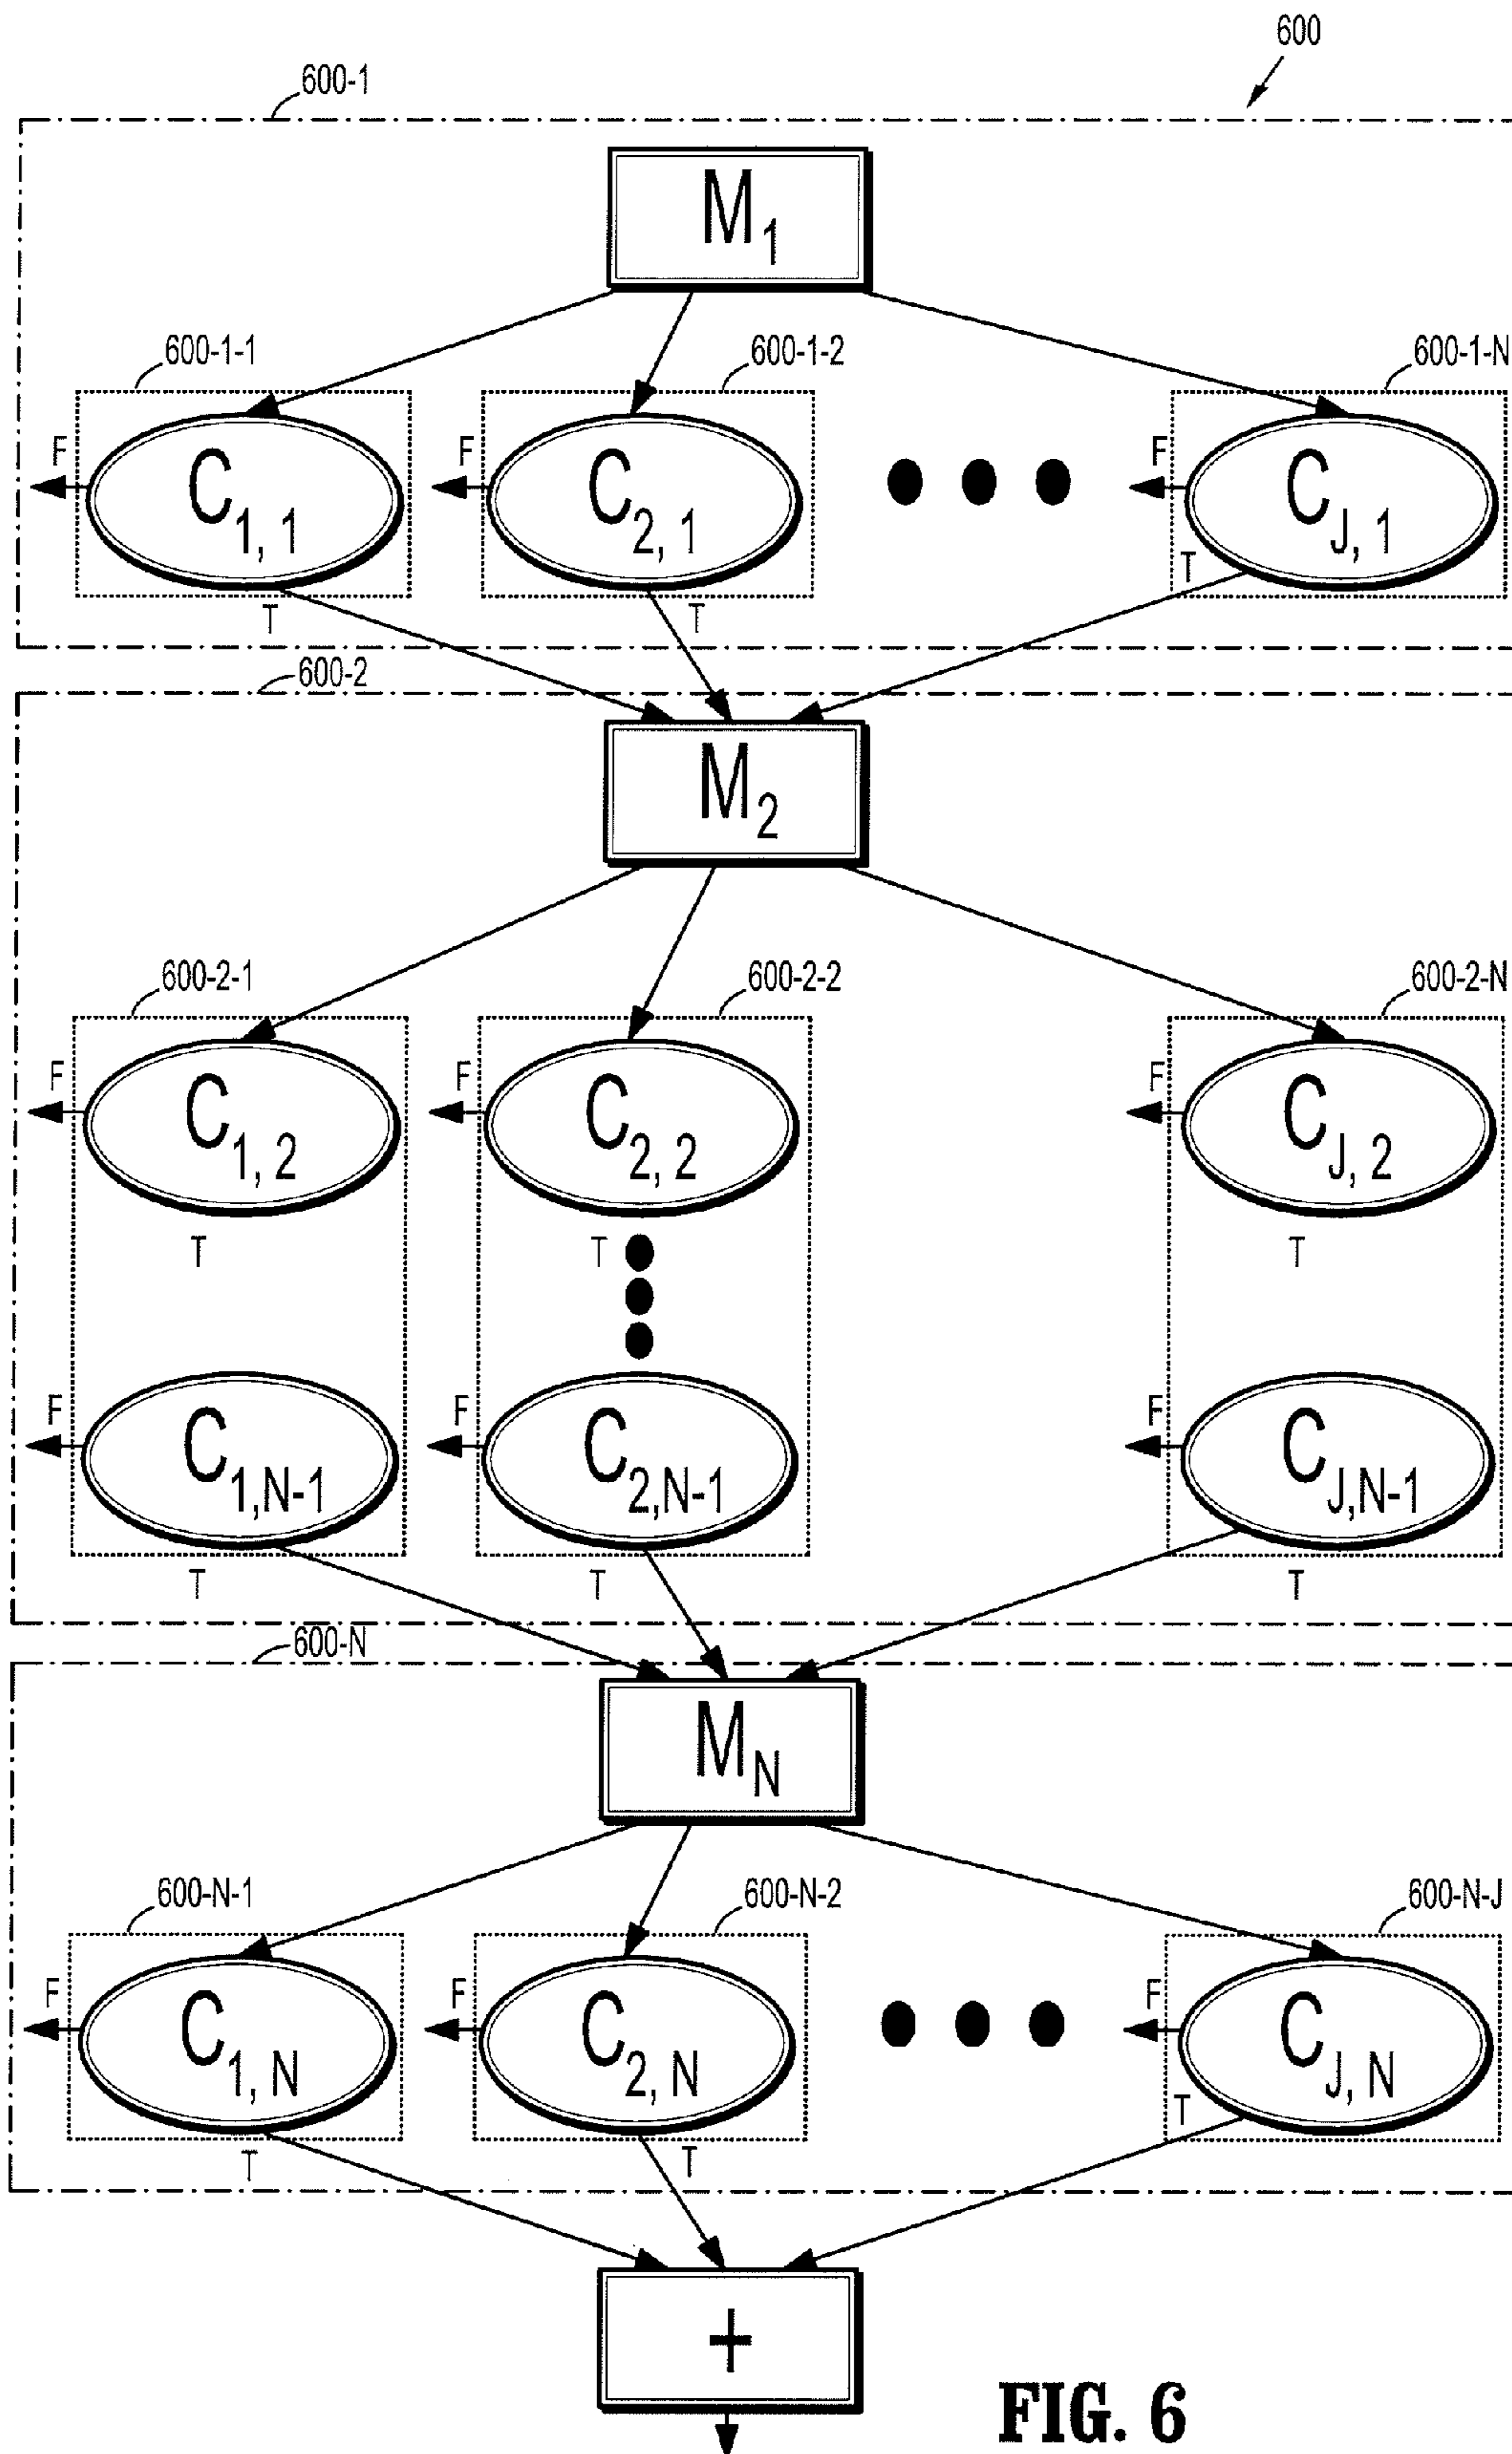 600
600-1
M1
600-1-1
600-1-2
600-1-N
F
C1, 1
F
C2, 1
F
CJ, 1
T
T
T
600-2
M2
600-2-1
600-2-2
600-2-N
F
C1, 2
F
C2, 2
F
CJ, 2
T
T
T
F
C1,N-1
F
C2,N-1
F
CJ,N-1
T
T
T
600-N
MN
600-N-1
600-N-2
600-N-J
F
C1, N
F
C2, N
F
CJ, N
T
T
T
+
FIG. 6